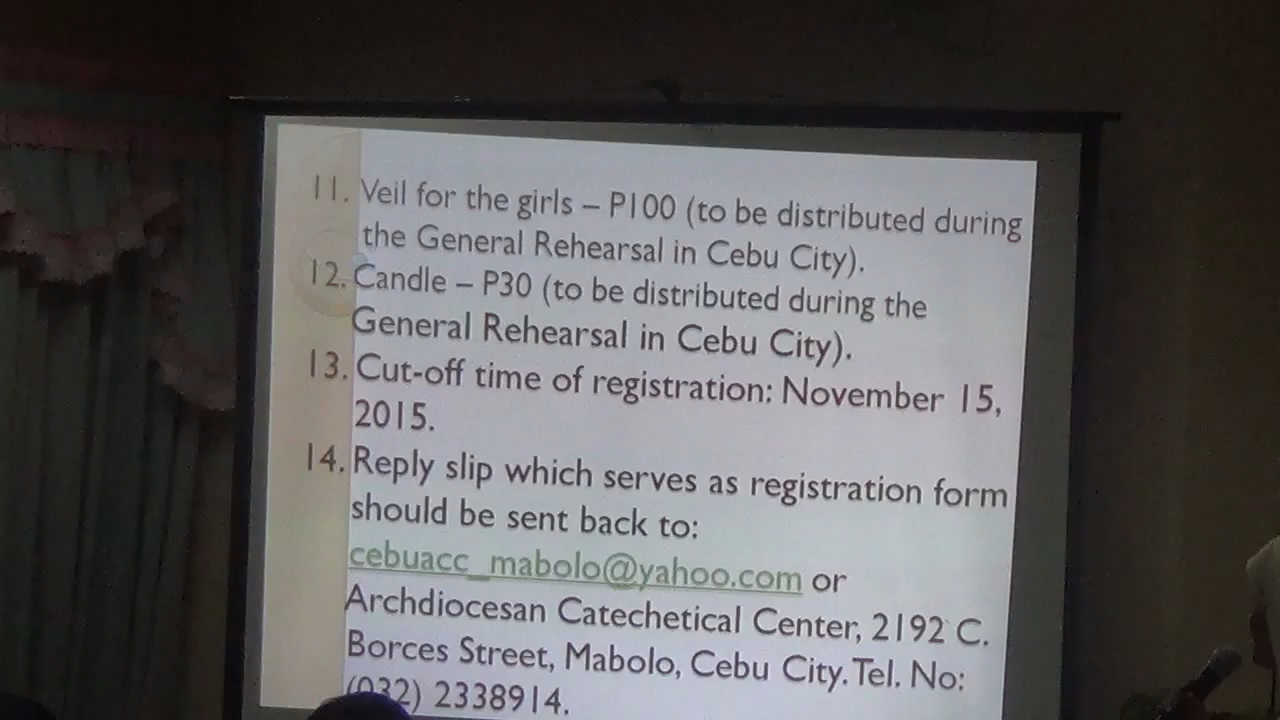 11. Veil for the girls – P100 (to be distributed during
the General Rehearsal in Cebu City).
12. Candle – P30 (to be distributed during the
General Rehearsal in Cebu City).
13. Cut-off time of registration: November 15,
2015.
14. Reply slip which serves as registration form
should be sent back to:
cebuacc_mabolo@yahoo.com or
Archdiocesan Catechetical Center, 2192 C.
Borces Street, Mabolo, Cebu City. Tel. No:
(032) 2338914.